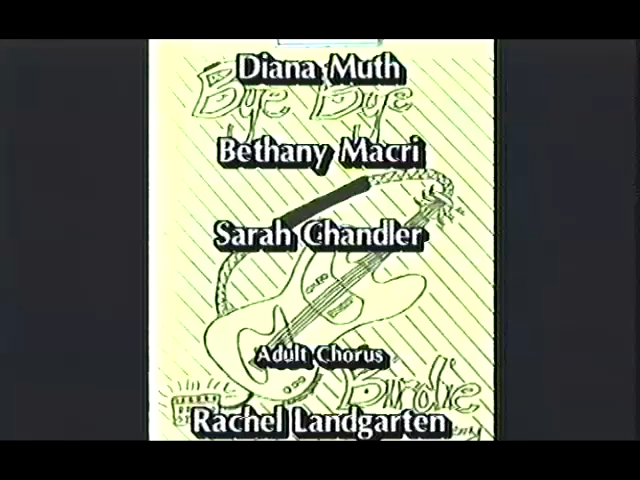 Diana Muth
Bye Bye
Bethany Macri
Sarah Chandler
Adult Chorus
Birdie
Rachel Landgarten